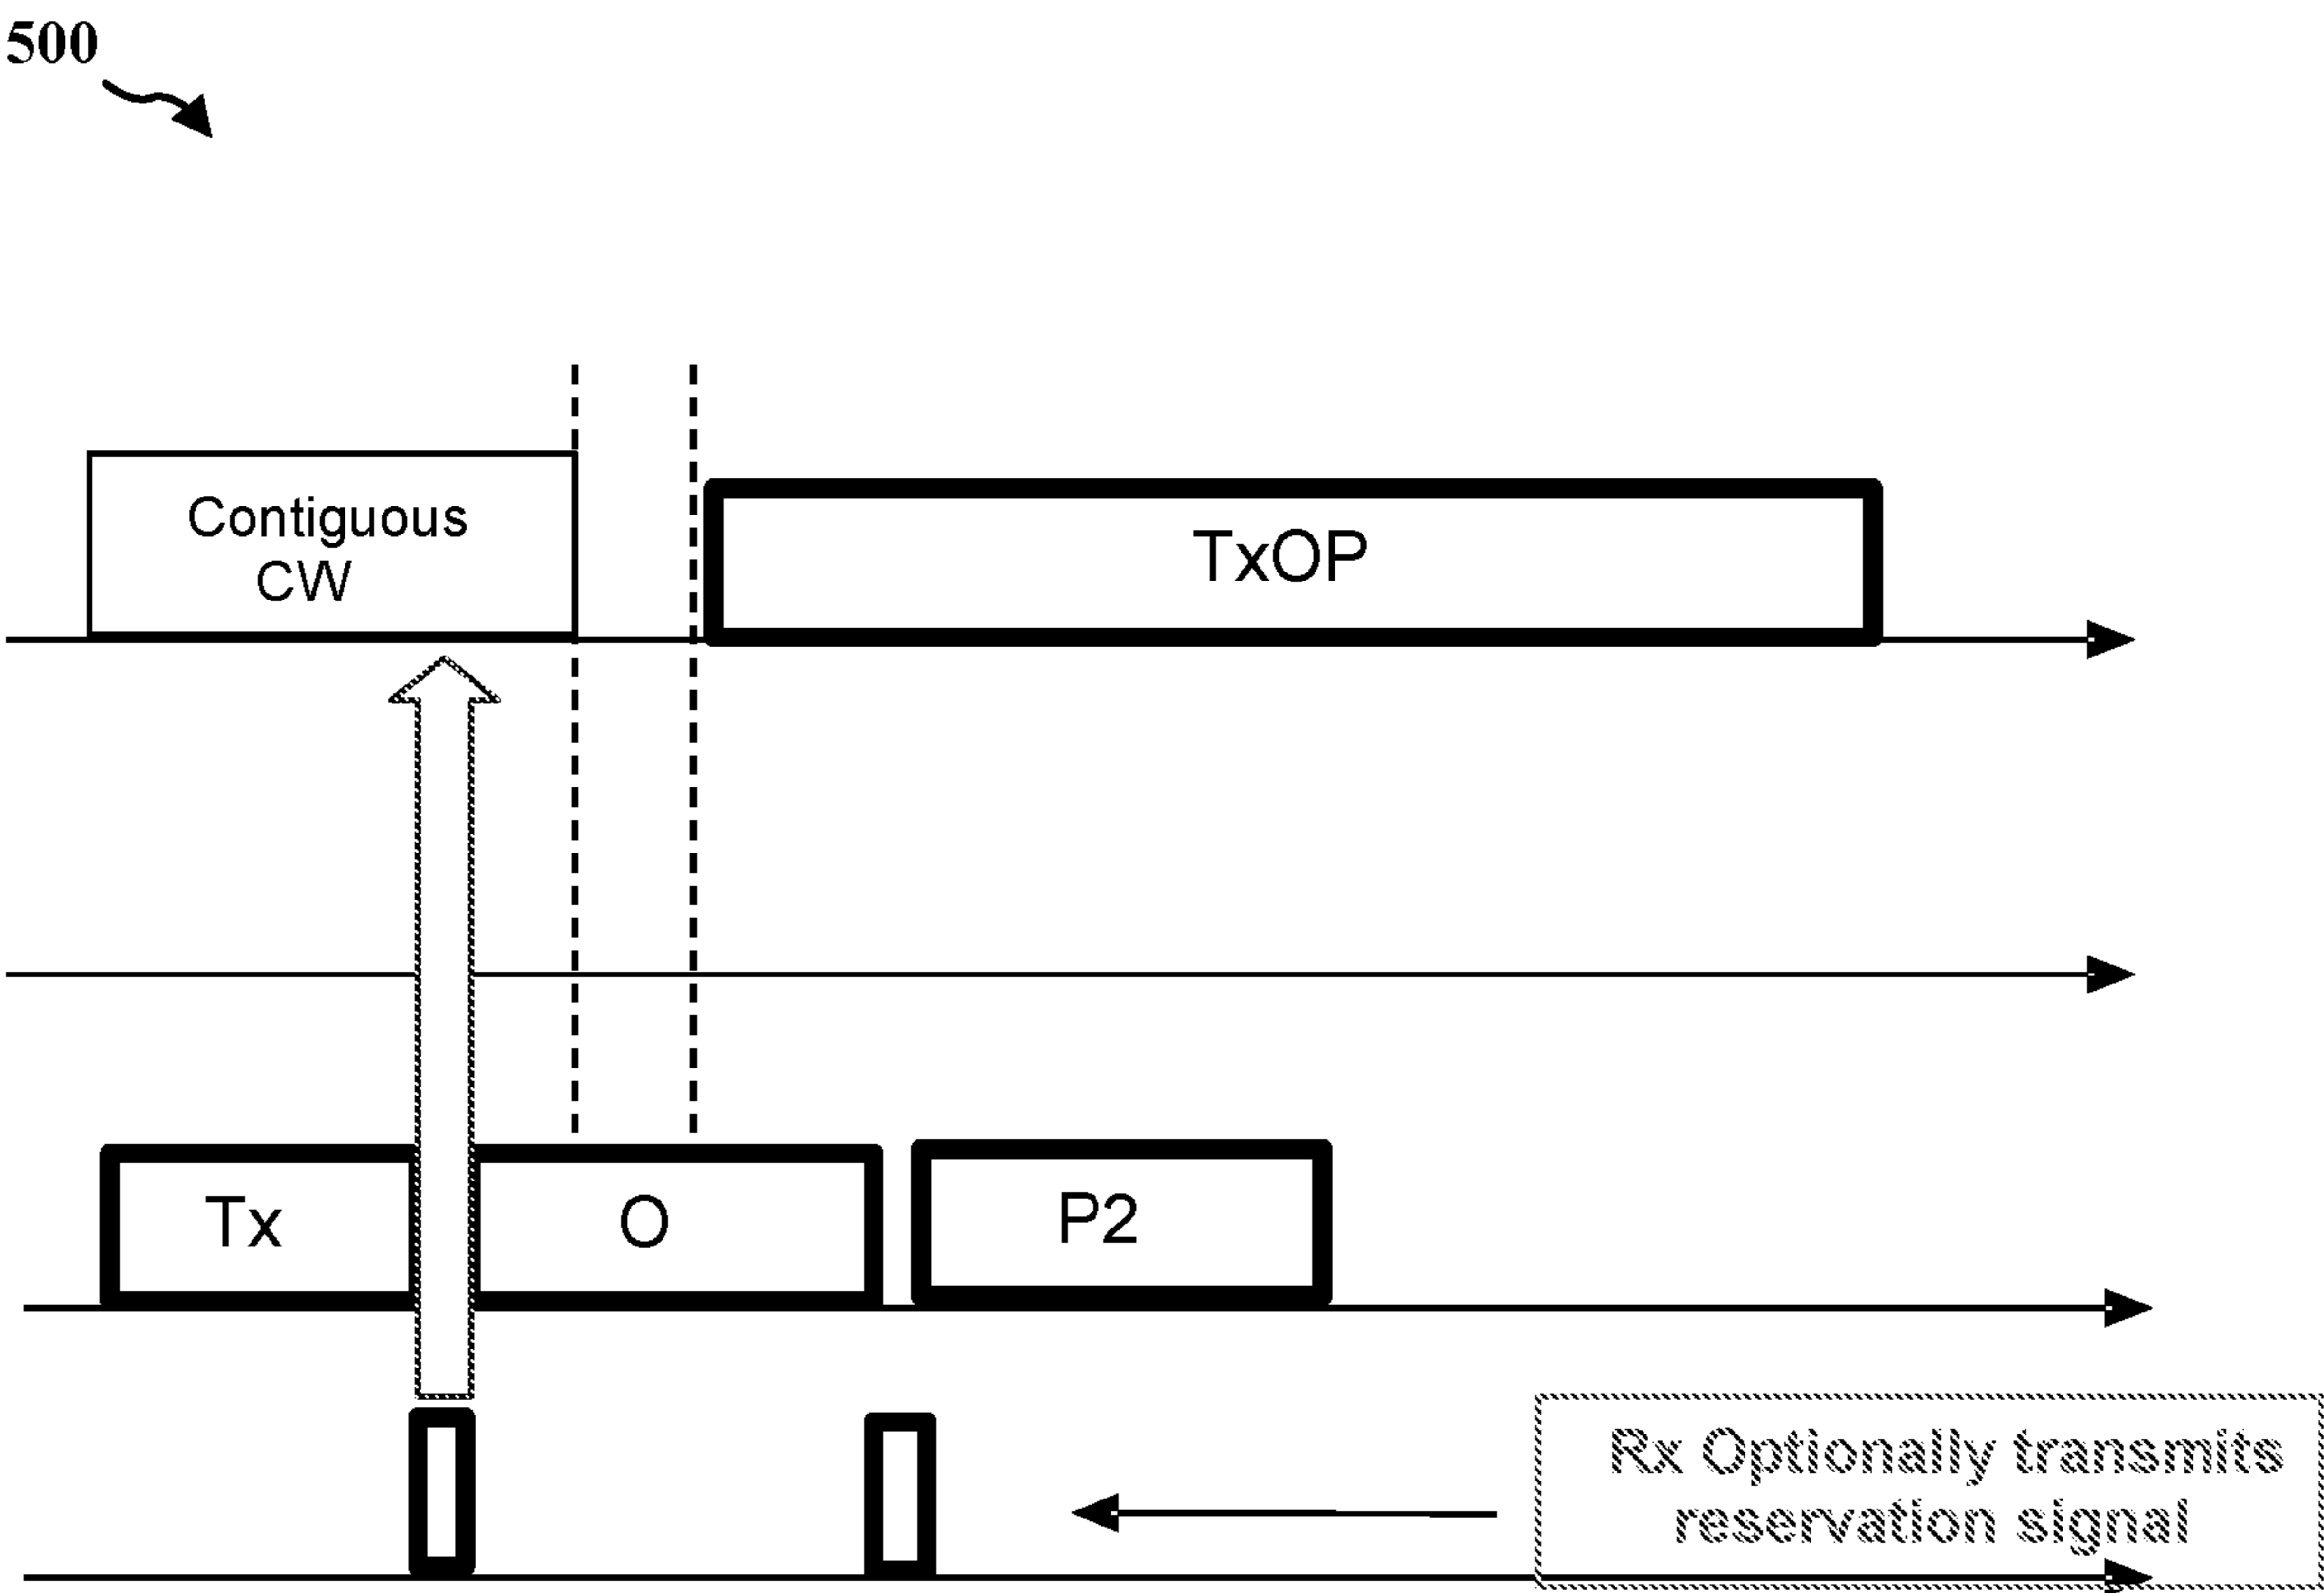 500
Contiguous
CW
TxOP
Tx
O
P2
Rx Optionally transmits
reservation signal